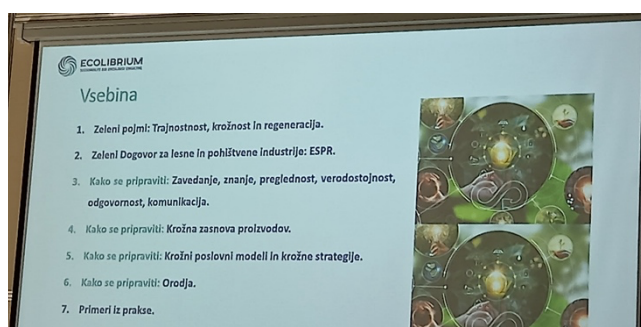 ECOLIBRIUM
Vsebina
1. Zeleni pojmi: Trajnostnost, krožnost in regeneracija.
2. Zeleni Dogovor za lesne in pohištvene industrije: ESPR.
3. Kako se pripraviti: Zavedanje, znanje, preglednost, verodostojnost,
odgovornost, komunikacija.
4. Kako se pripraviti: Krožna zasnova proizvodov.
5. Kako se pripraviti: Krožni poslovni modeli in krožne strategije.
6. Kako se pripraviti: Orodja.
7. Primeri iz prakse.